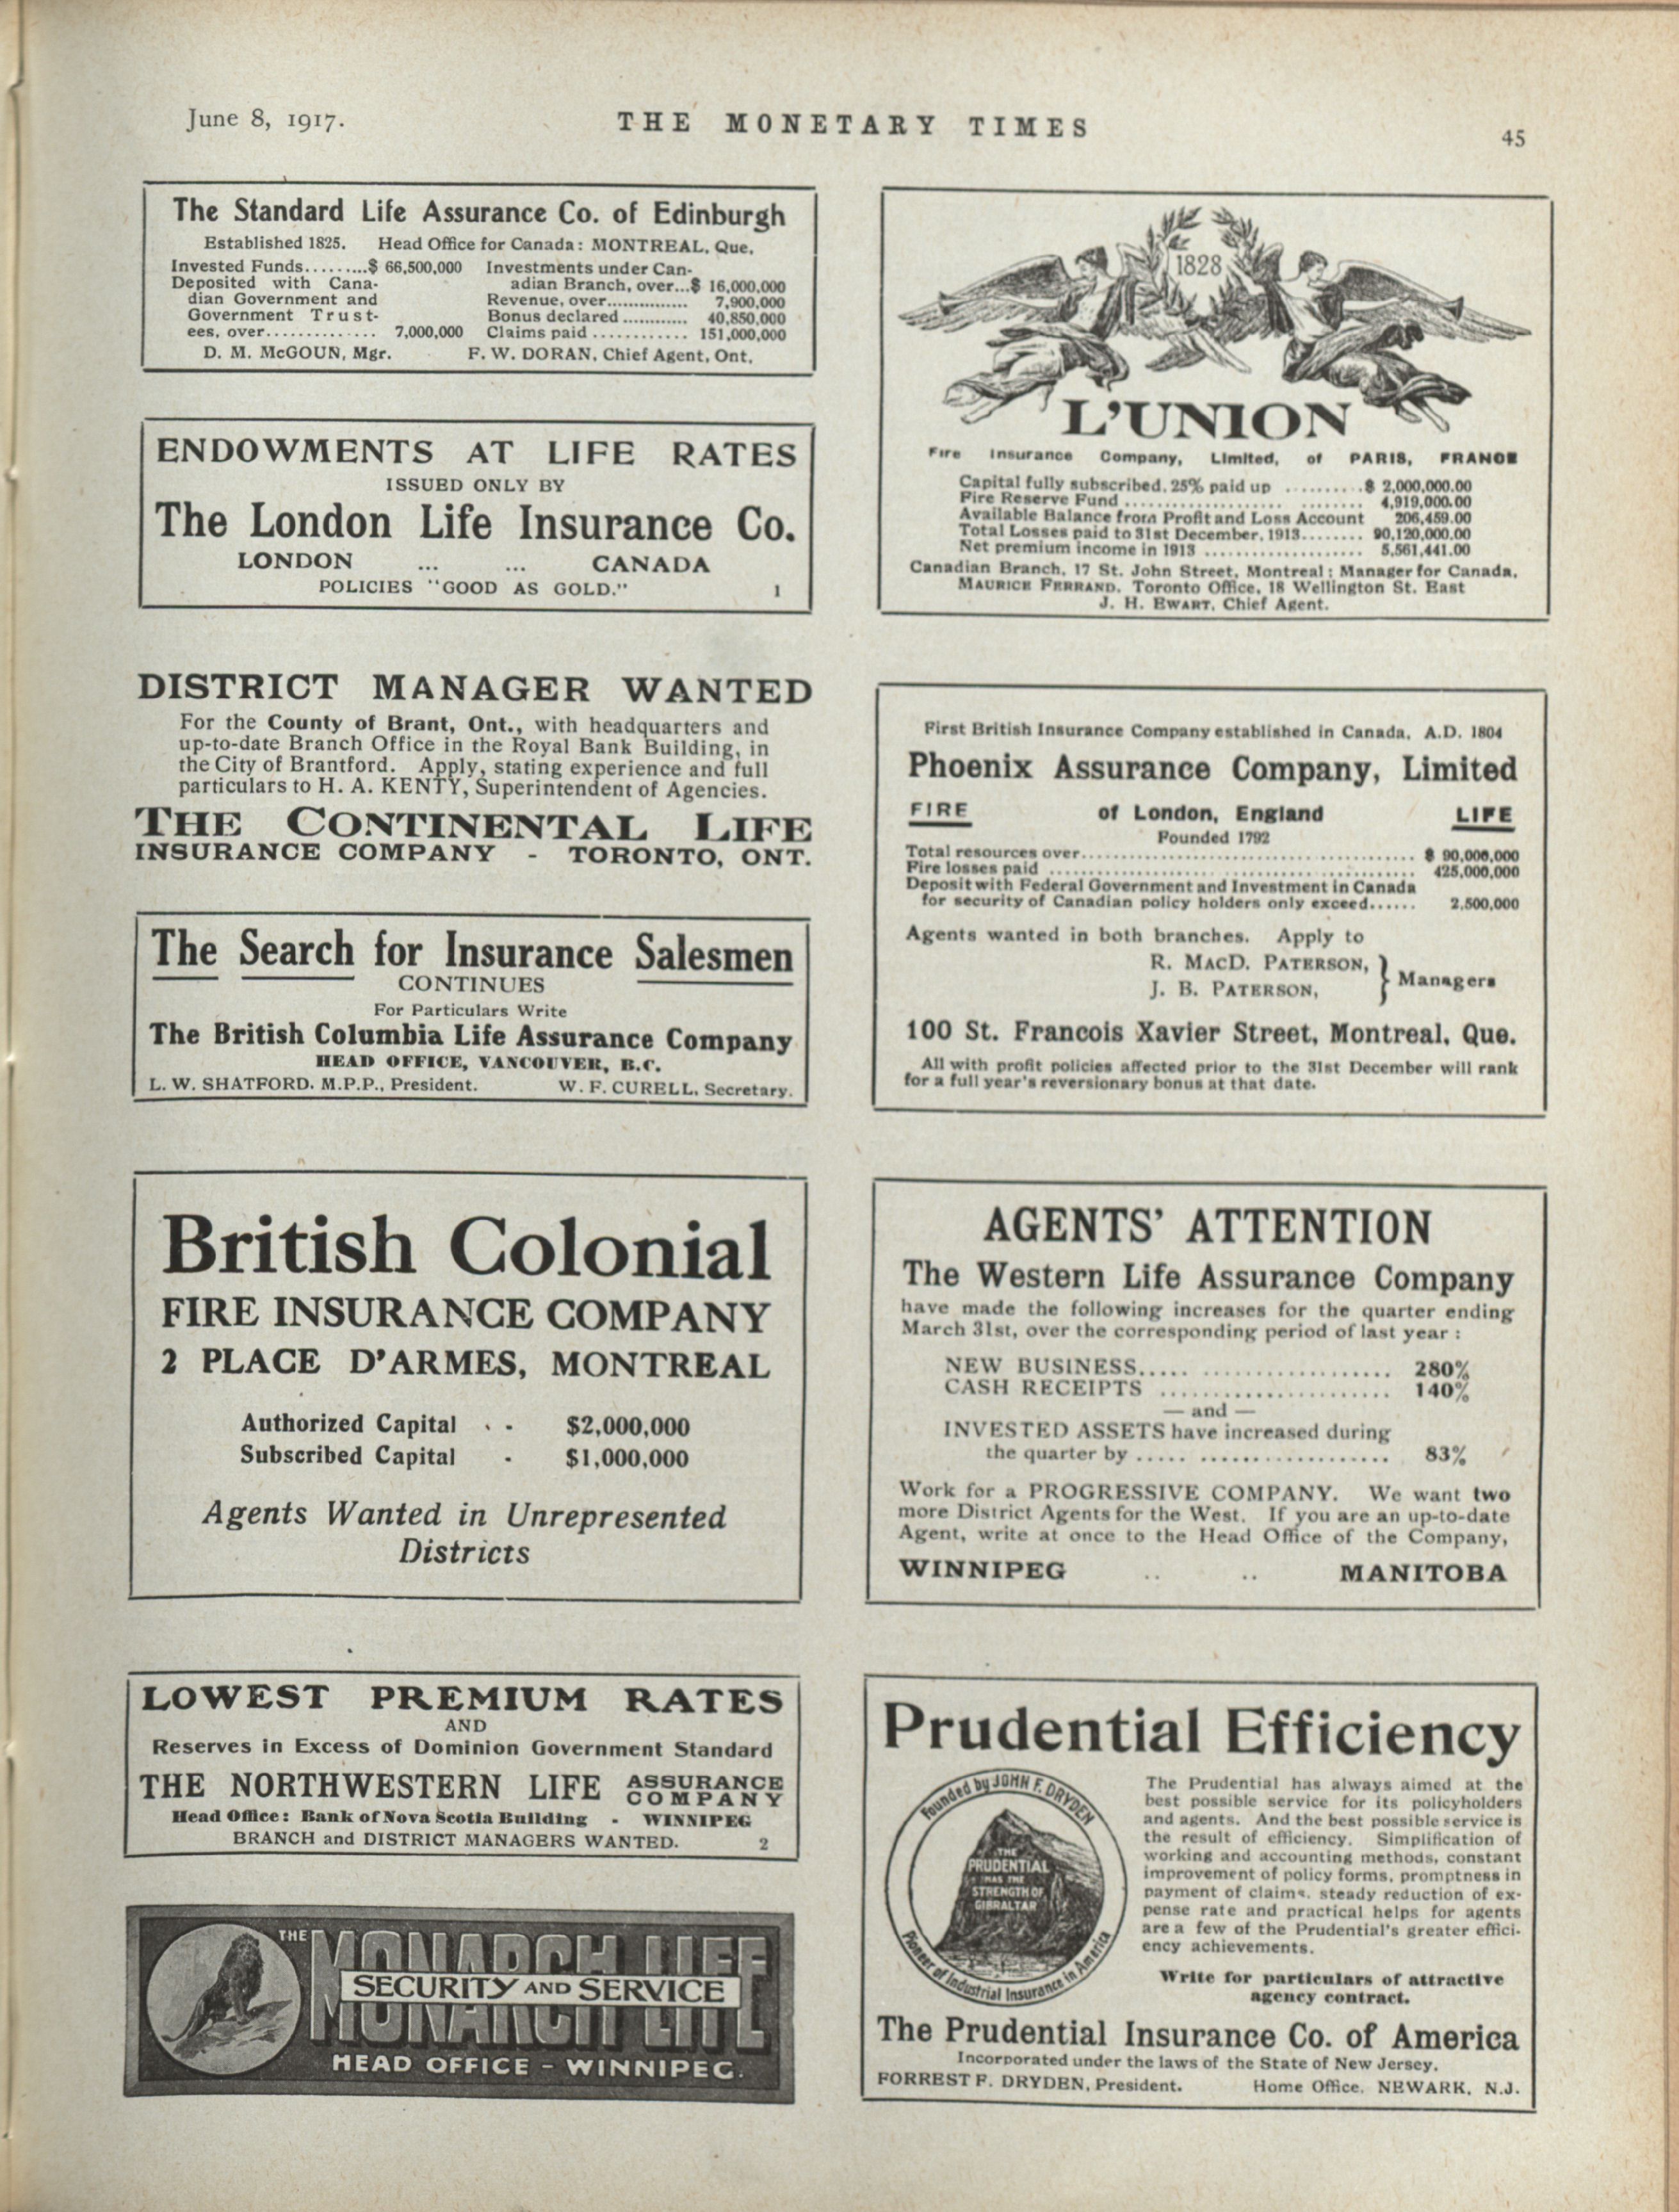 June 8, 1917.
THE MONETARY TIMES
45
The Standard Life Assurance Co. of Edinburgh
Established 1825. Head Office for Canada: MONTREAL, Que.
Invested Funds.........$ 66,500,000
Deposited with Cana-
dian Government and
Government Trust-
ees, over.............. 7,000,000
Investments under Can-
adian Branch, over...$ 16,000,000
Revenue, over............... 7,900,000
Bonus declared ............ 40,850,000
Claims paid ............ 151,000,000
D. M. McGOUN, Mgr. F. W. DORAN, Chief Agent, Ont.
ENDOWMENTS AT LIFE RATES
ISSUED ONLY BY
The London Life Insurance Co.
LONDON ... ... CANADA
POLICIES "GOOD AS GOLD." 1
DISTRICT MANAGER WANTED
For the County of Brant, Ont., with headquarters and
up-to-date Branch Office in the Royal Bank Building, in
the City of Brantford. Apply, stating experience and full
particulars to H. A. KENTY, Superintendent of Agencies.
THE CONTINENTAL LIFE
INSURANCE COMPANY - TORONTO, ONT.
The Search for Insurance Salesmen
CONTINUES
For Particulars Write
The British Columbia Life Assurance Company
HEAD OFFICE, VANCOUVER, B.C.
L. W. SHATFORD. M.P.P., President. W. F. CURELL, Secretary.
British Colonial
FIRE INSURANCE COMPANY
2 PLACE D'ARMES, MONTREAL
Authorized Capital - - $2,000,000
Subscribed Capital - $1,000,000
Agents Wanted in Unrepresented
Districts
LOWEST PREMIUM RATES
AND
Reserves in Excess of Dominion Government Standard
THE NORTHWESTERN LIFE ASSURANCE
COMPANY
Head Office: Bank of Nova Scotia Building - WINNIPEG
BRANCH and DISTRICT MANAGERS WANTED. 2
THE MONARCH LIFE
SECURITY AND SERVICE
MONARCH LIFE
HEAD OFFICE - WINNIPEG.
1828
L'UNION
Fire Insurance Company, Limited, of PARIS, FRANCE
Capital fully subscribed, 25% paid up ..........$ 2,000,000.00
Fire Reserve Fund ............................ 4,919,000.00
Available Balance from Profit and Loss Account 206,459.00
Total Losses paid to 31st December, 1913........ 90,120,000.00
Net premium income in 1913 ................... 5,561,441.00
Canadian Branch, 17 St. John Street, Montreal; Manager for Canada,
MAURICE FERRAND. Toronto Office, 18 Wellington St. East
J. H. EWART, Chief Agent.
First British Insurance Company established in Canada, A.D. 1804
Phoenix Assurance Company, Limited
FIRE of London, England LIFE
Founded 1792
Total resources over........................................ $ 90,000,000
Fire losses paid ............................................ 425,000,000
Deposit with Federal Government and Investment in Canada
for security of Canadian policy holders only exceed...... 2,500,000
Agents wanted in both branches. Apply to
R. MACD. PATERSON,
J. B. PATERSON, } Managers
100 St. Francois Xavier Street, Montreal, Que.
All with profit policies affected prior to the 31st December will rank
for a full year's reversionary bonus at that date.
AGENTS' ATTENTION
The Western Life Assurance Company
have made the following increases for the quarter ending
March 31st, over the corresponding period of last year:
NEW BUSINESS..... ................... 280%
CASH RECEIPTS ....................... 140%
— and —
INVESTED ASSETS have increased during
the quarter by ..... ................... 83%
Work for a PROGRESSIVE COMPANY. We want two
more District Agents for the West. If you are an up-to-date
Agent, write at once to the Head Office of the Company,
WINNIPEG .. .. MANITOBA
Prudential Efficiency
Founded by JOHN F. DRYDEN
THE
PRUDENTIAL
HAS THE
STRENGTH OF
GIBRALTAR
Pioneer of Industrial Insurance in America
The Prudential has always aimed at the
best possible service for its policyholders
and agents. And the best possible service is
the result of efficiency. Simplification of
working and accounting methods, constant
improvement of policy forms, promptness in
payment of claims, steady reduction of ex-
pense rate and practical helps for agents
are a few of the Prudential's greater effici-
ency achievements.
Write for particulars of attractive
agency contract.
The Prudential Insurance Co. of America
Incorporated under the laws of the State of New Jersey.
FORREST F. DRYDEN, President. Home Office, NEWARK, N.J.